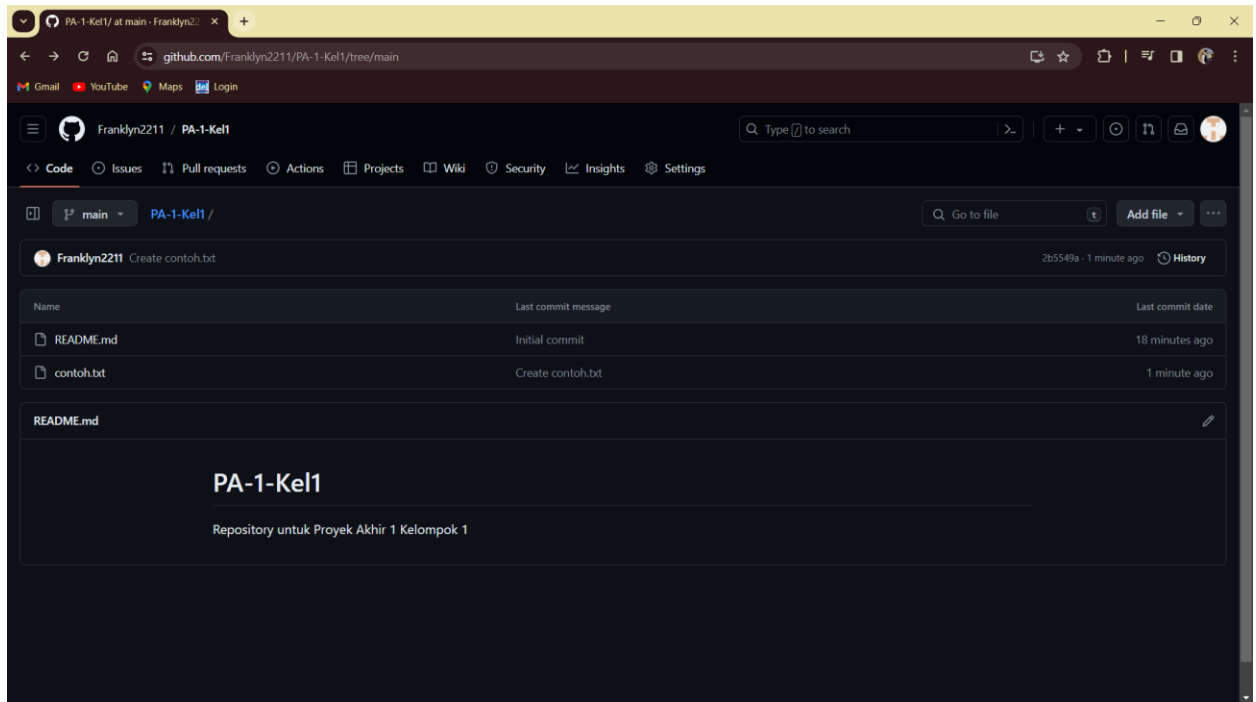 PA-1-Kel1/ at main · Franklyn22
github.com/Franklyn2211/PA-1-Kel1/tree/main
Gmail YouTube Maps del Login
Franklyn2211 / PA-1-Kel1 Type / to search
Code Issues Pull requests Actions Projects Wiki Security Insights Settings
main PA-1-Kel1 / Go to file t Add file
Franklyn2211 Create contoh.txt 2b5549a · 1 minute ago History
Name Last commit message Last commit date
README.md Initial commit 18 minutes ago
contoh.txt Create contoh.txt 1 minute ago
README.md
PA-1-Kel1
Repository untuk Proyek Akhir 1 Kelompok 1